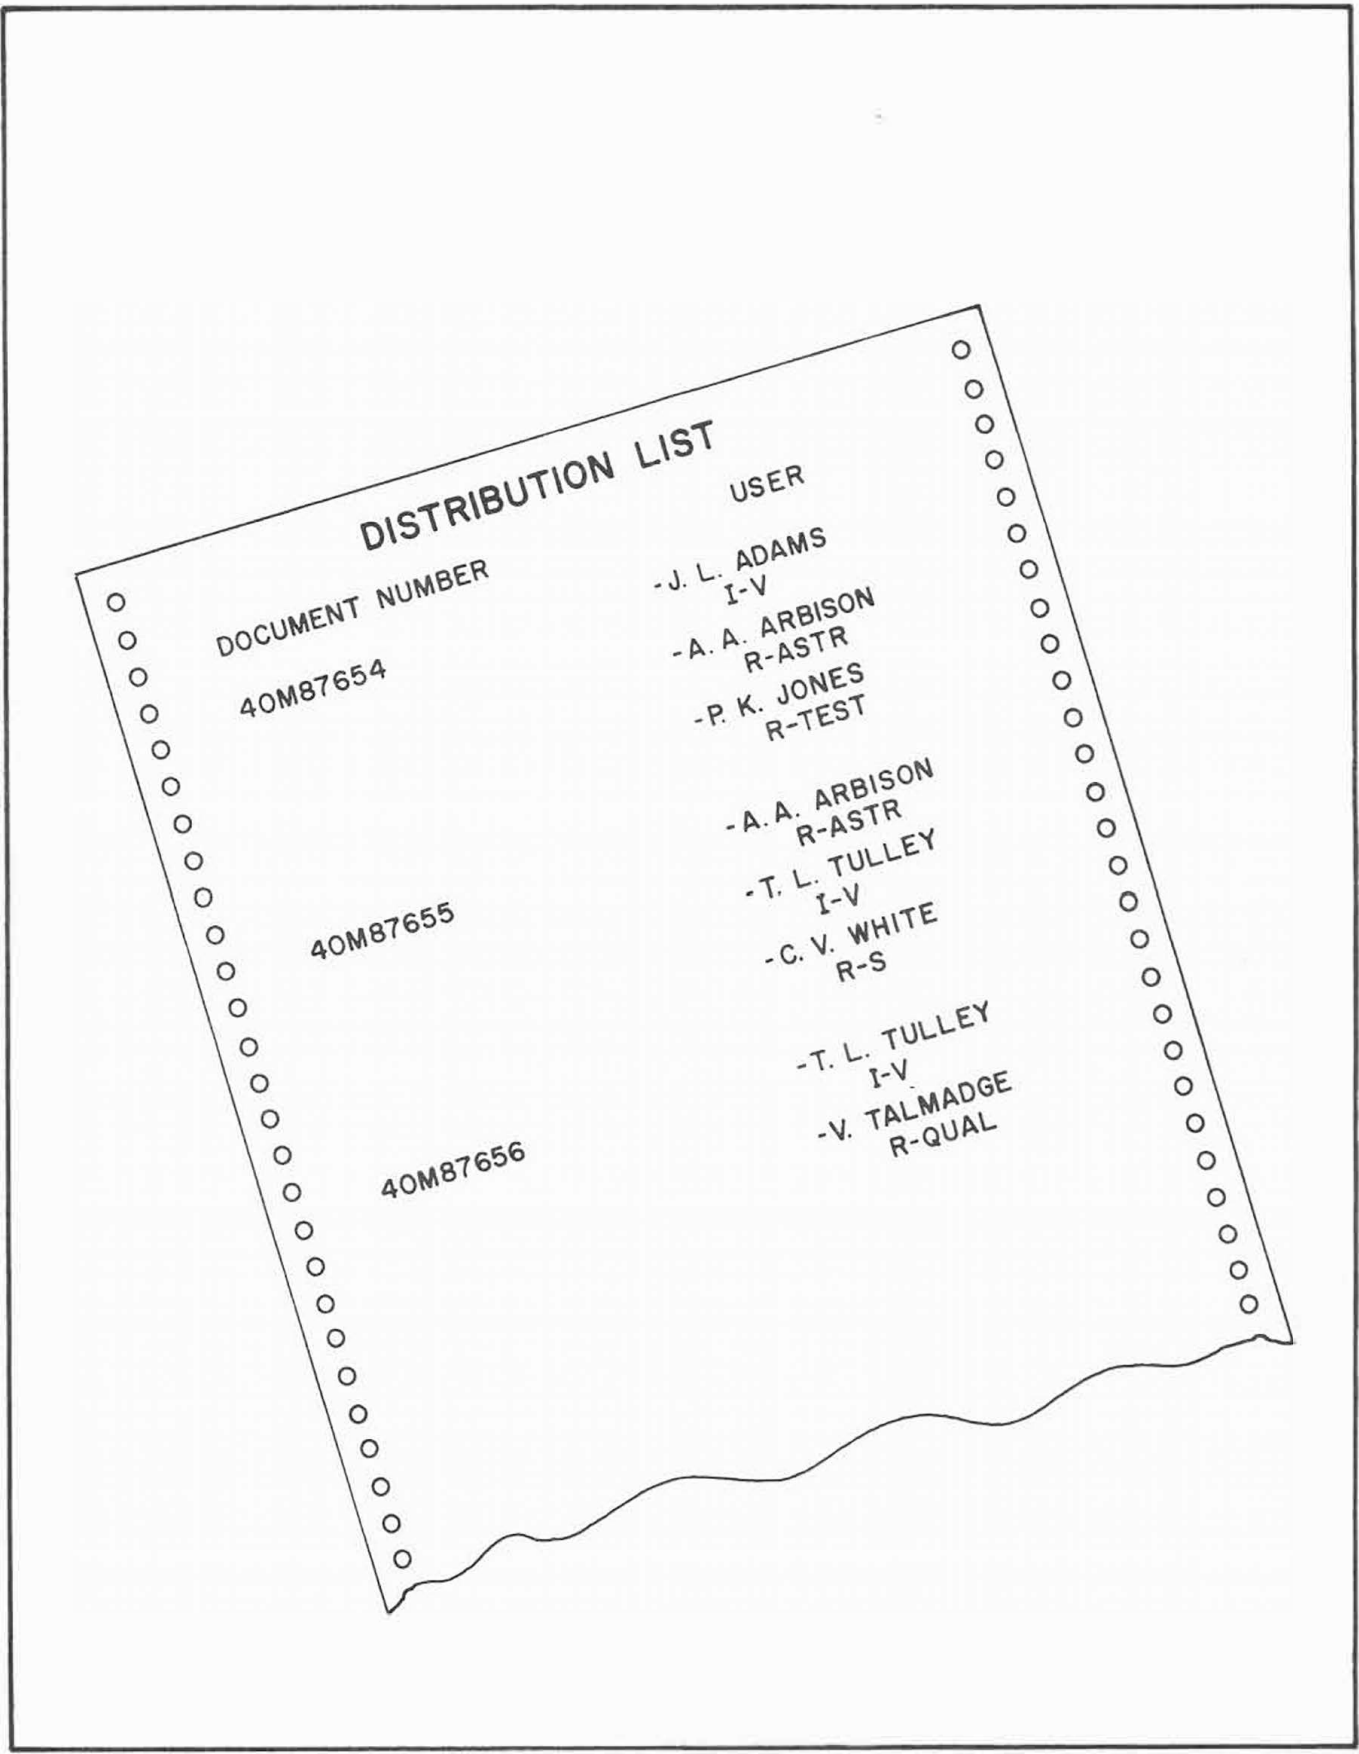 DISTRIBUTION LIST
DOCUMENT NUMBER USER
40M87654 -J. L. ADAMS
I-V
-A. A. ARBISON
R-ASTR
-P. K. JONES
R-TEST
40M87655 -A. A. ARBISON
R-ASTR
-T. L. TULLEY
I-V
-C. V. WHITE
R-S
40M87656 -T. L. TULLEY
I-V
-V. TALMADGE
R-QUAL